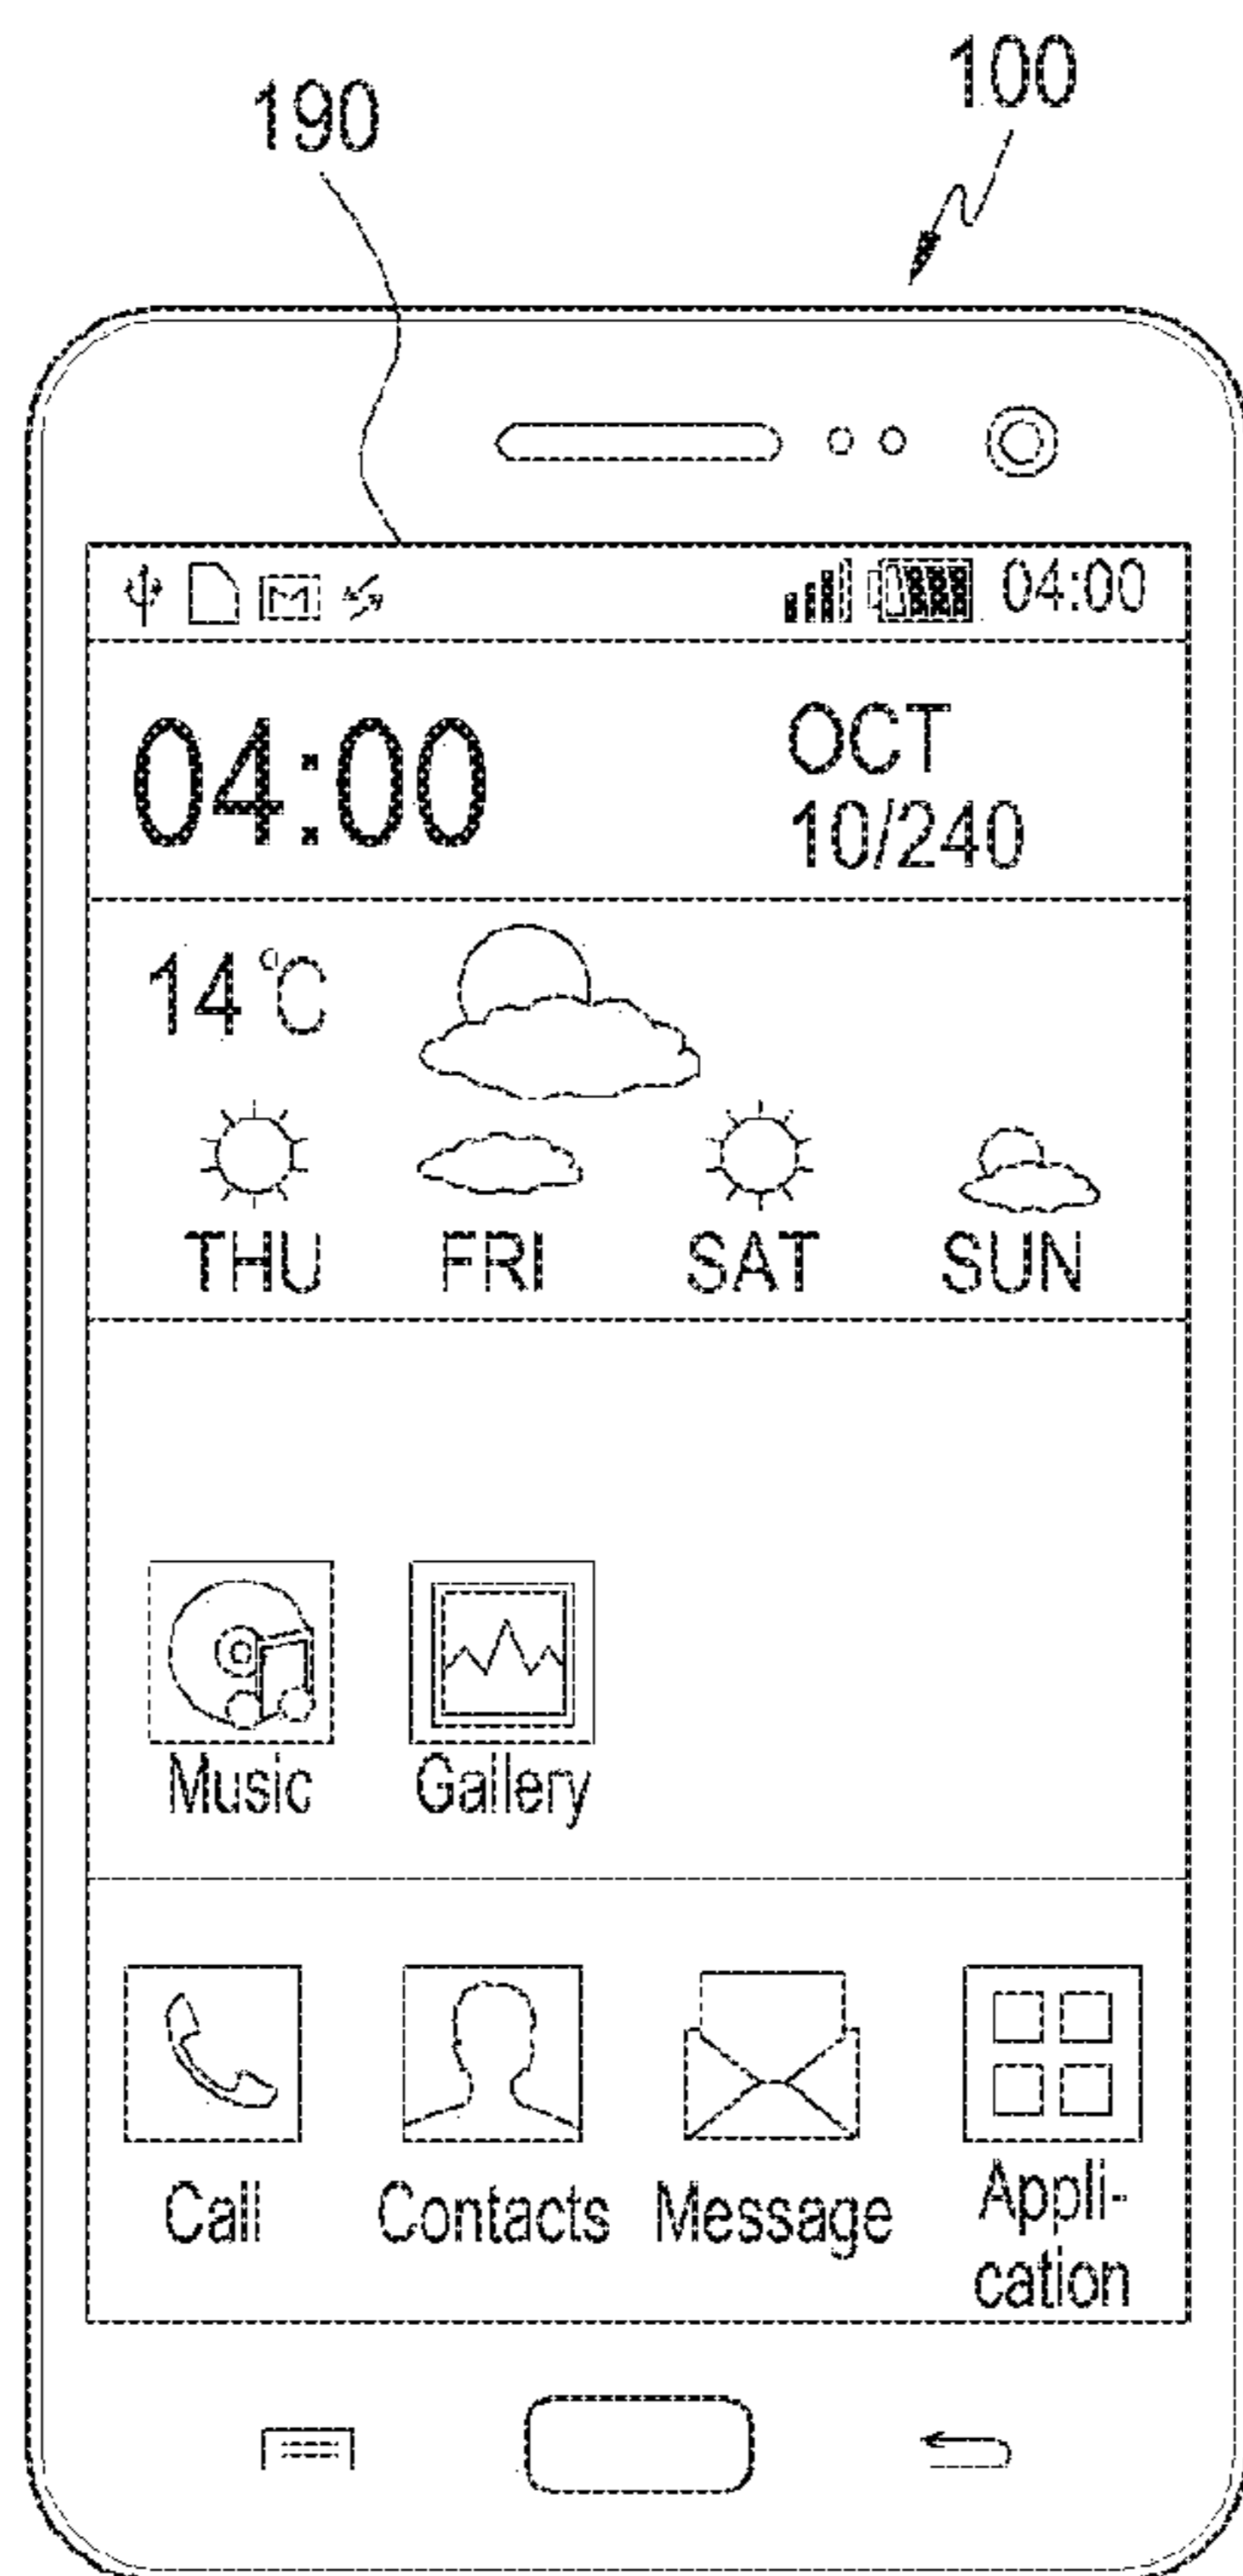 100
190
04:00
04:00
OCT
10/240
14°C
THU FRI SAT SUN
Music Gallery
Call Contacts Message Appli-
cation